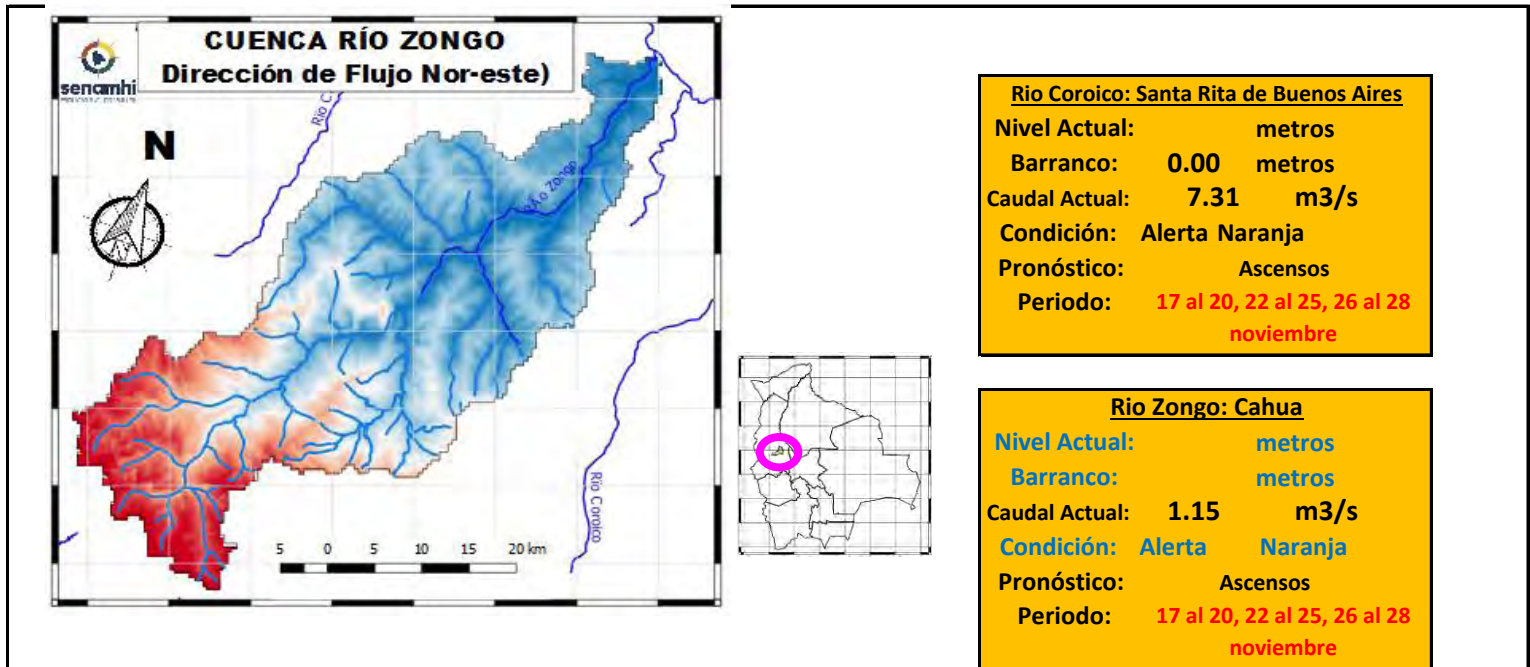 CUENCA RÍO ZONGO
Dirección de Flujo Nor-este)
senamhi
N
Río C
RÃ­o Zongo
Río Coroico
5 0 5 10 15 20 km
Rio Coroico: Santa Rita de Buenos Aires
Nivel Actual: metros
Barranco: 0.00 metros
Caudal Actual: 7.31 m3/s
Condición: Alerta Naranja
Pronóstico: Ascensos
Periodo: 17 al 20, 22 al 25, 26 al 28
noviembre
Rio Zongo: Cahua
Nivel Actual: metros
Barranco: metros
Caudal Actual: 1.15 m3/s
Condición: Alerta Naranja
Pronóstico: Ascensos
Periodo: 17 al 20, 22 al 25, 26 al 28
noviembre